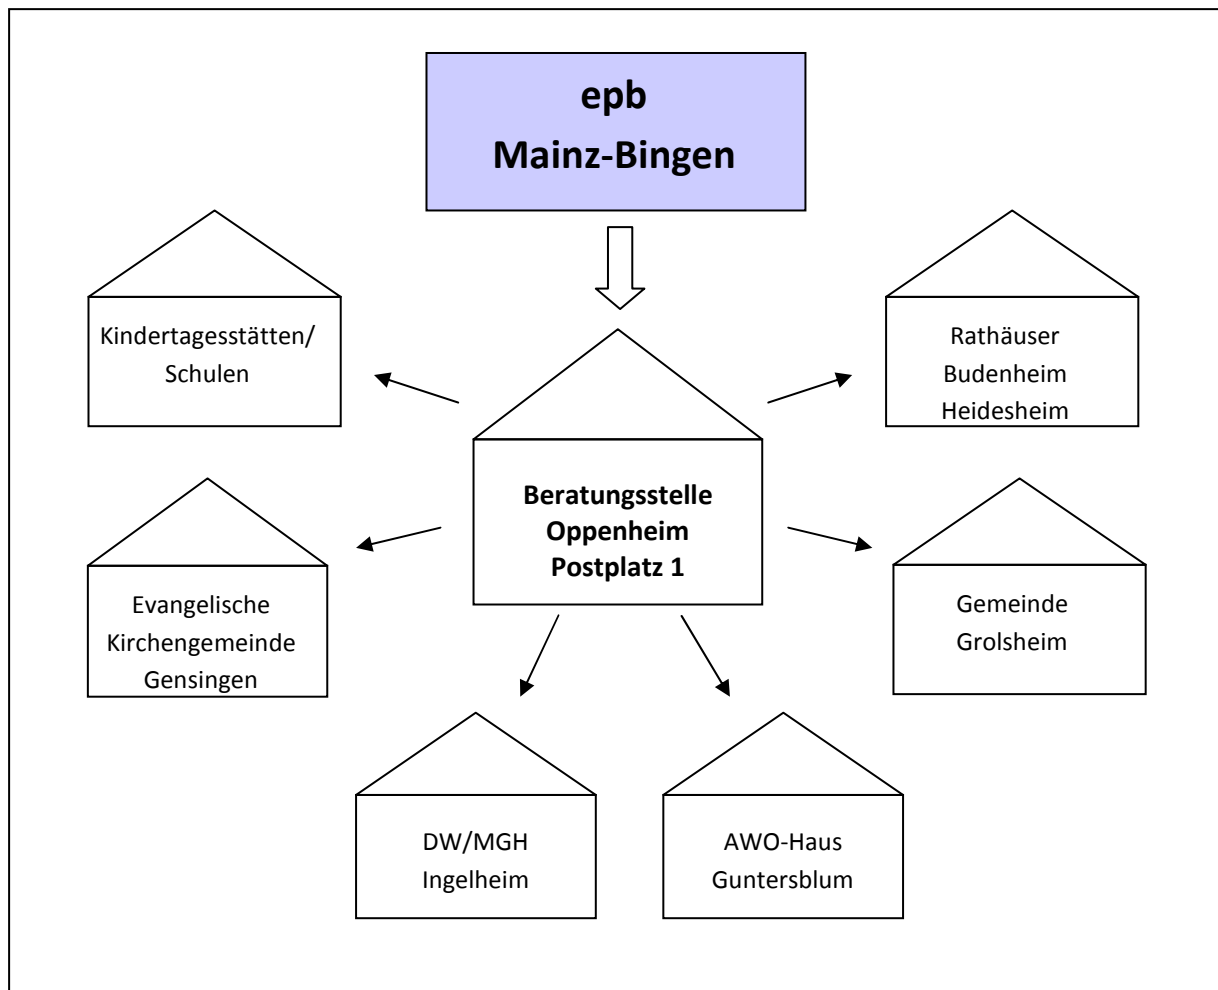 epb
Mainz-Bingen
Kindertagesstätten/
Schulen
Rathäuser
Budenheim
Heidesheim
Beratungsstelle
Oppenheim
Postplatz 1
Evangelische
Kirchengemeinde
Gensingen
Gemeinde
Grolsheim
DW/MGH
Ingelheim
AWO-Haus
Guntersblum